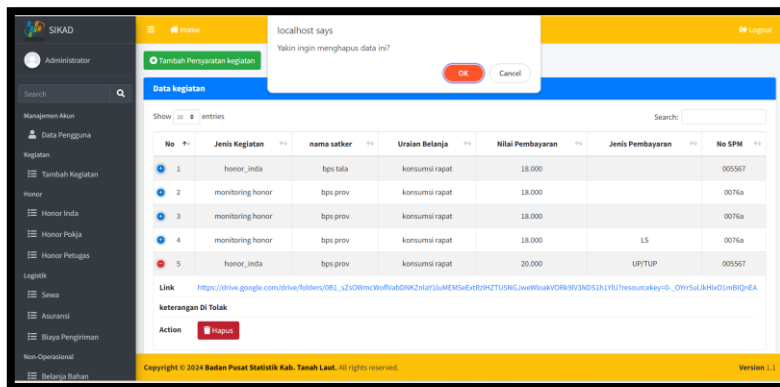 SIKAD
Home
localhost says
Yakin ingin menghapus data ini?
OK
Cancel
Logout
Administrator
Search
Manajemen Akun
Data Pengguna
Kegiatan
Tambah Kegiatan
Honor
Honor Inda
Honor Pokja
Honor Petugas
Logistik
Sewa
Asuransi
Biaya Pengiriman
Non-Operasional
Belanja Bahan
Tambah Persyaratan kegiatan
Data kegiatan
Show 10 entries
Search:
No Jenis Kegiatan nama satker Uraian Belanja Nilai Pembayaran Jenis Pembayaran No SPM
1 honor_inda bps tala konsumsi rapat 18.000 005567
2 monitoring honor bps prov konsumsi rapat 18.000 0076a
3 monitoring honor bps prov konsumsi rapat 18.000 0076a
4 monitoring honor bps prov konsumsi rapat 18.000 LS 0076a
5 honor_inda bps prov konsumsi rapat 20.000 UP/TUP 005567
Link
keterangan Di Tolak
Action Hapus
Copyright © 2024 Badan Pusat Statistik Kab. Tanah Laut. All rights reserved.
Version 1.1